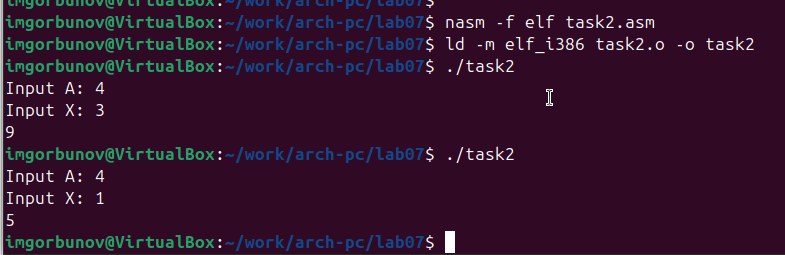 imgorbunov@VirtualBox:~/work/arch-pc/lab07$
imgorbunov@VirtualBox:~/work/arch-pc/lab07$ nasm -f elf task2.asm
imgorbunov@VirtualBox:~/work/arch-pc/lab07$ ld -m elf_i386 task2.o -o task2
imgorbunov@VirtualBox:~/work/arch-pc/lab07$ ./task2
Input A: 4
Input X: 3
9
imgorbunov@VirtualBox:~/work/arch-pc/lab07$ ./task2
Input A: 4
Input X: 1
5
imgorbunov@VirtualBox:~/work/arch-pc/lab07$